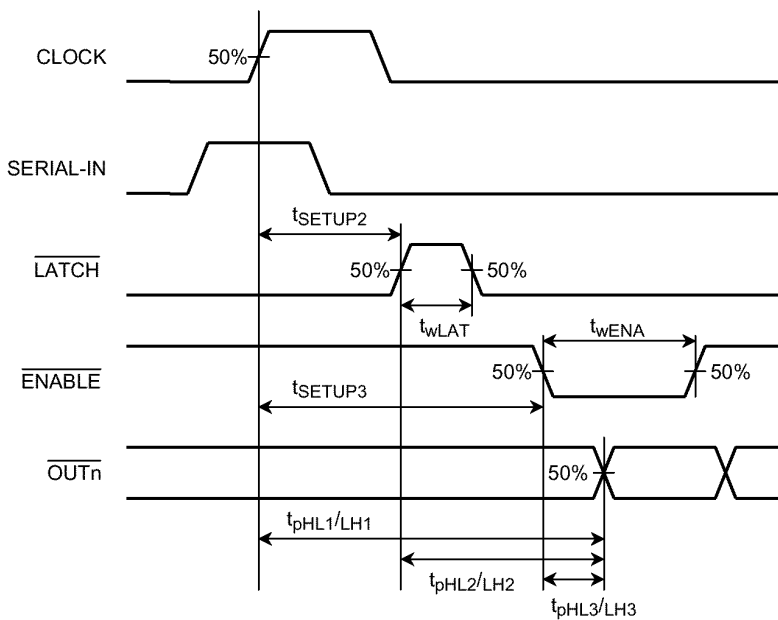 CLOCK
50%
SERIAL-IN
tSETUP2
LATCH
50%
50%
twLAT
twENA
ENABLE
50%
50%
tSETUP3
OUTn
50%
tpHL1/LH1
tpHL2/LH2
tpHL3/LH3